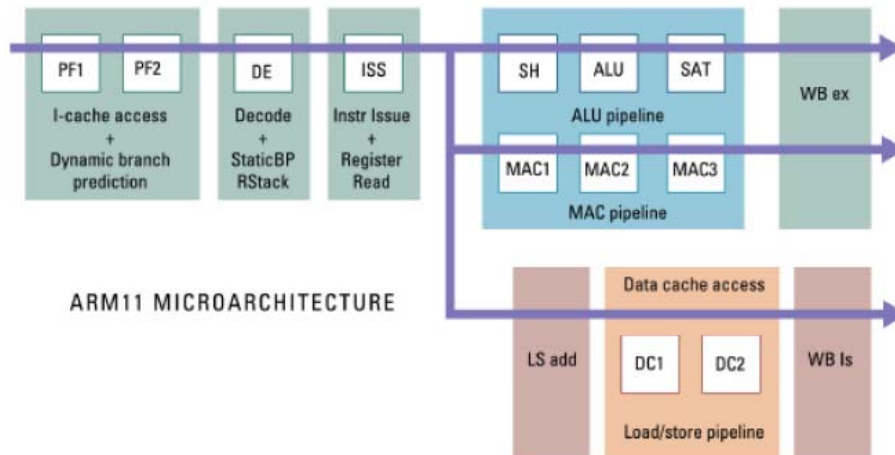 PF1
PF2
DE
ISS
SH
ALU
SAT
I-cache access
+
Dynamic branch
prediction
Decode
+
StaticBP
RStack
Instr Issue
+
Register
Read
ALU pipeline
WB ex
MAC1
MAC2
MAC3
MAC pipeline
ARM11 MICROARCHITECTURE
Data cache access
LS add
DC1
DC2
WB ls
Load/store pipeline